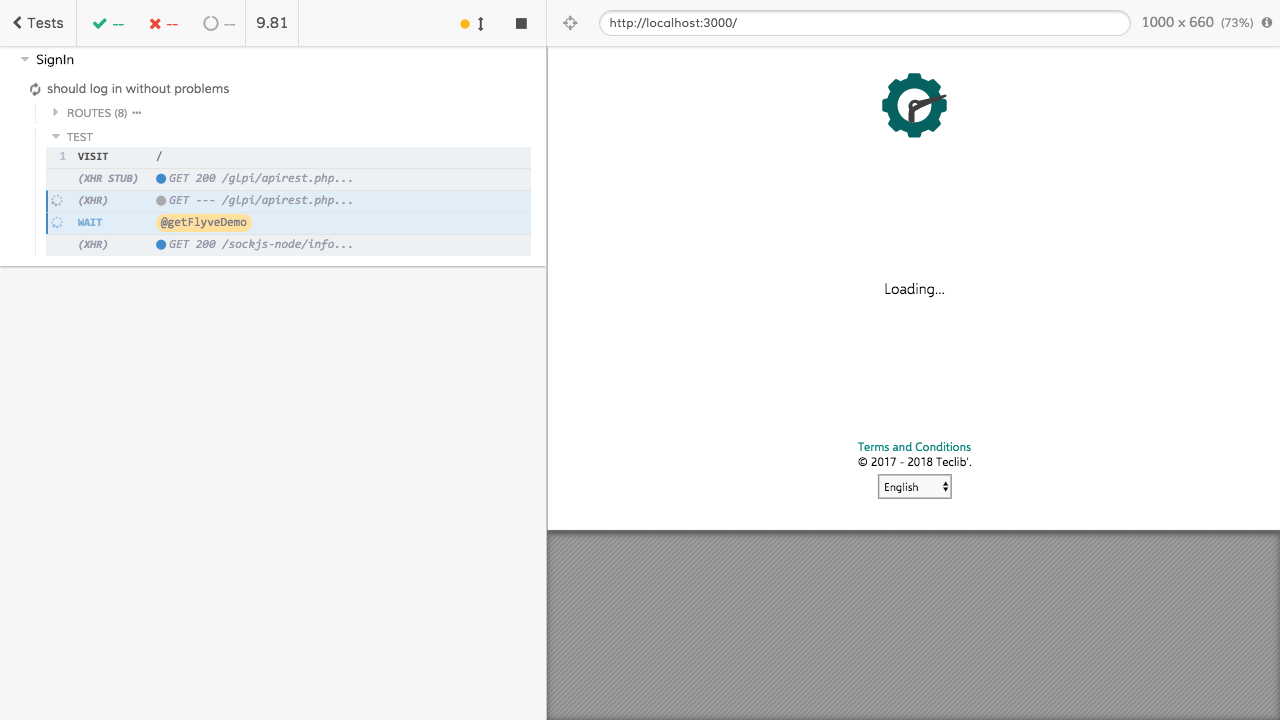 Tests -- -- -- 9.81
SignIn
should log in without problems
ROUTES (8) •••
TEST
1 VISIT /
(XHR STUB) GET 200 /glpi/apirest.php...
(XHR) GET --- /glpi/apirest.php...
WAIT @getFlyveDemo
(XHR) GET 200 /sockjs-node/info...
http://localhost:3000/ 1000 x 660 (73%)
Loading...
Terms and Conditions
© 2017 - 2018 Teclib'.
English